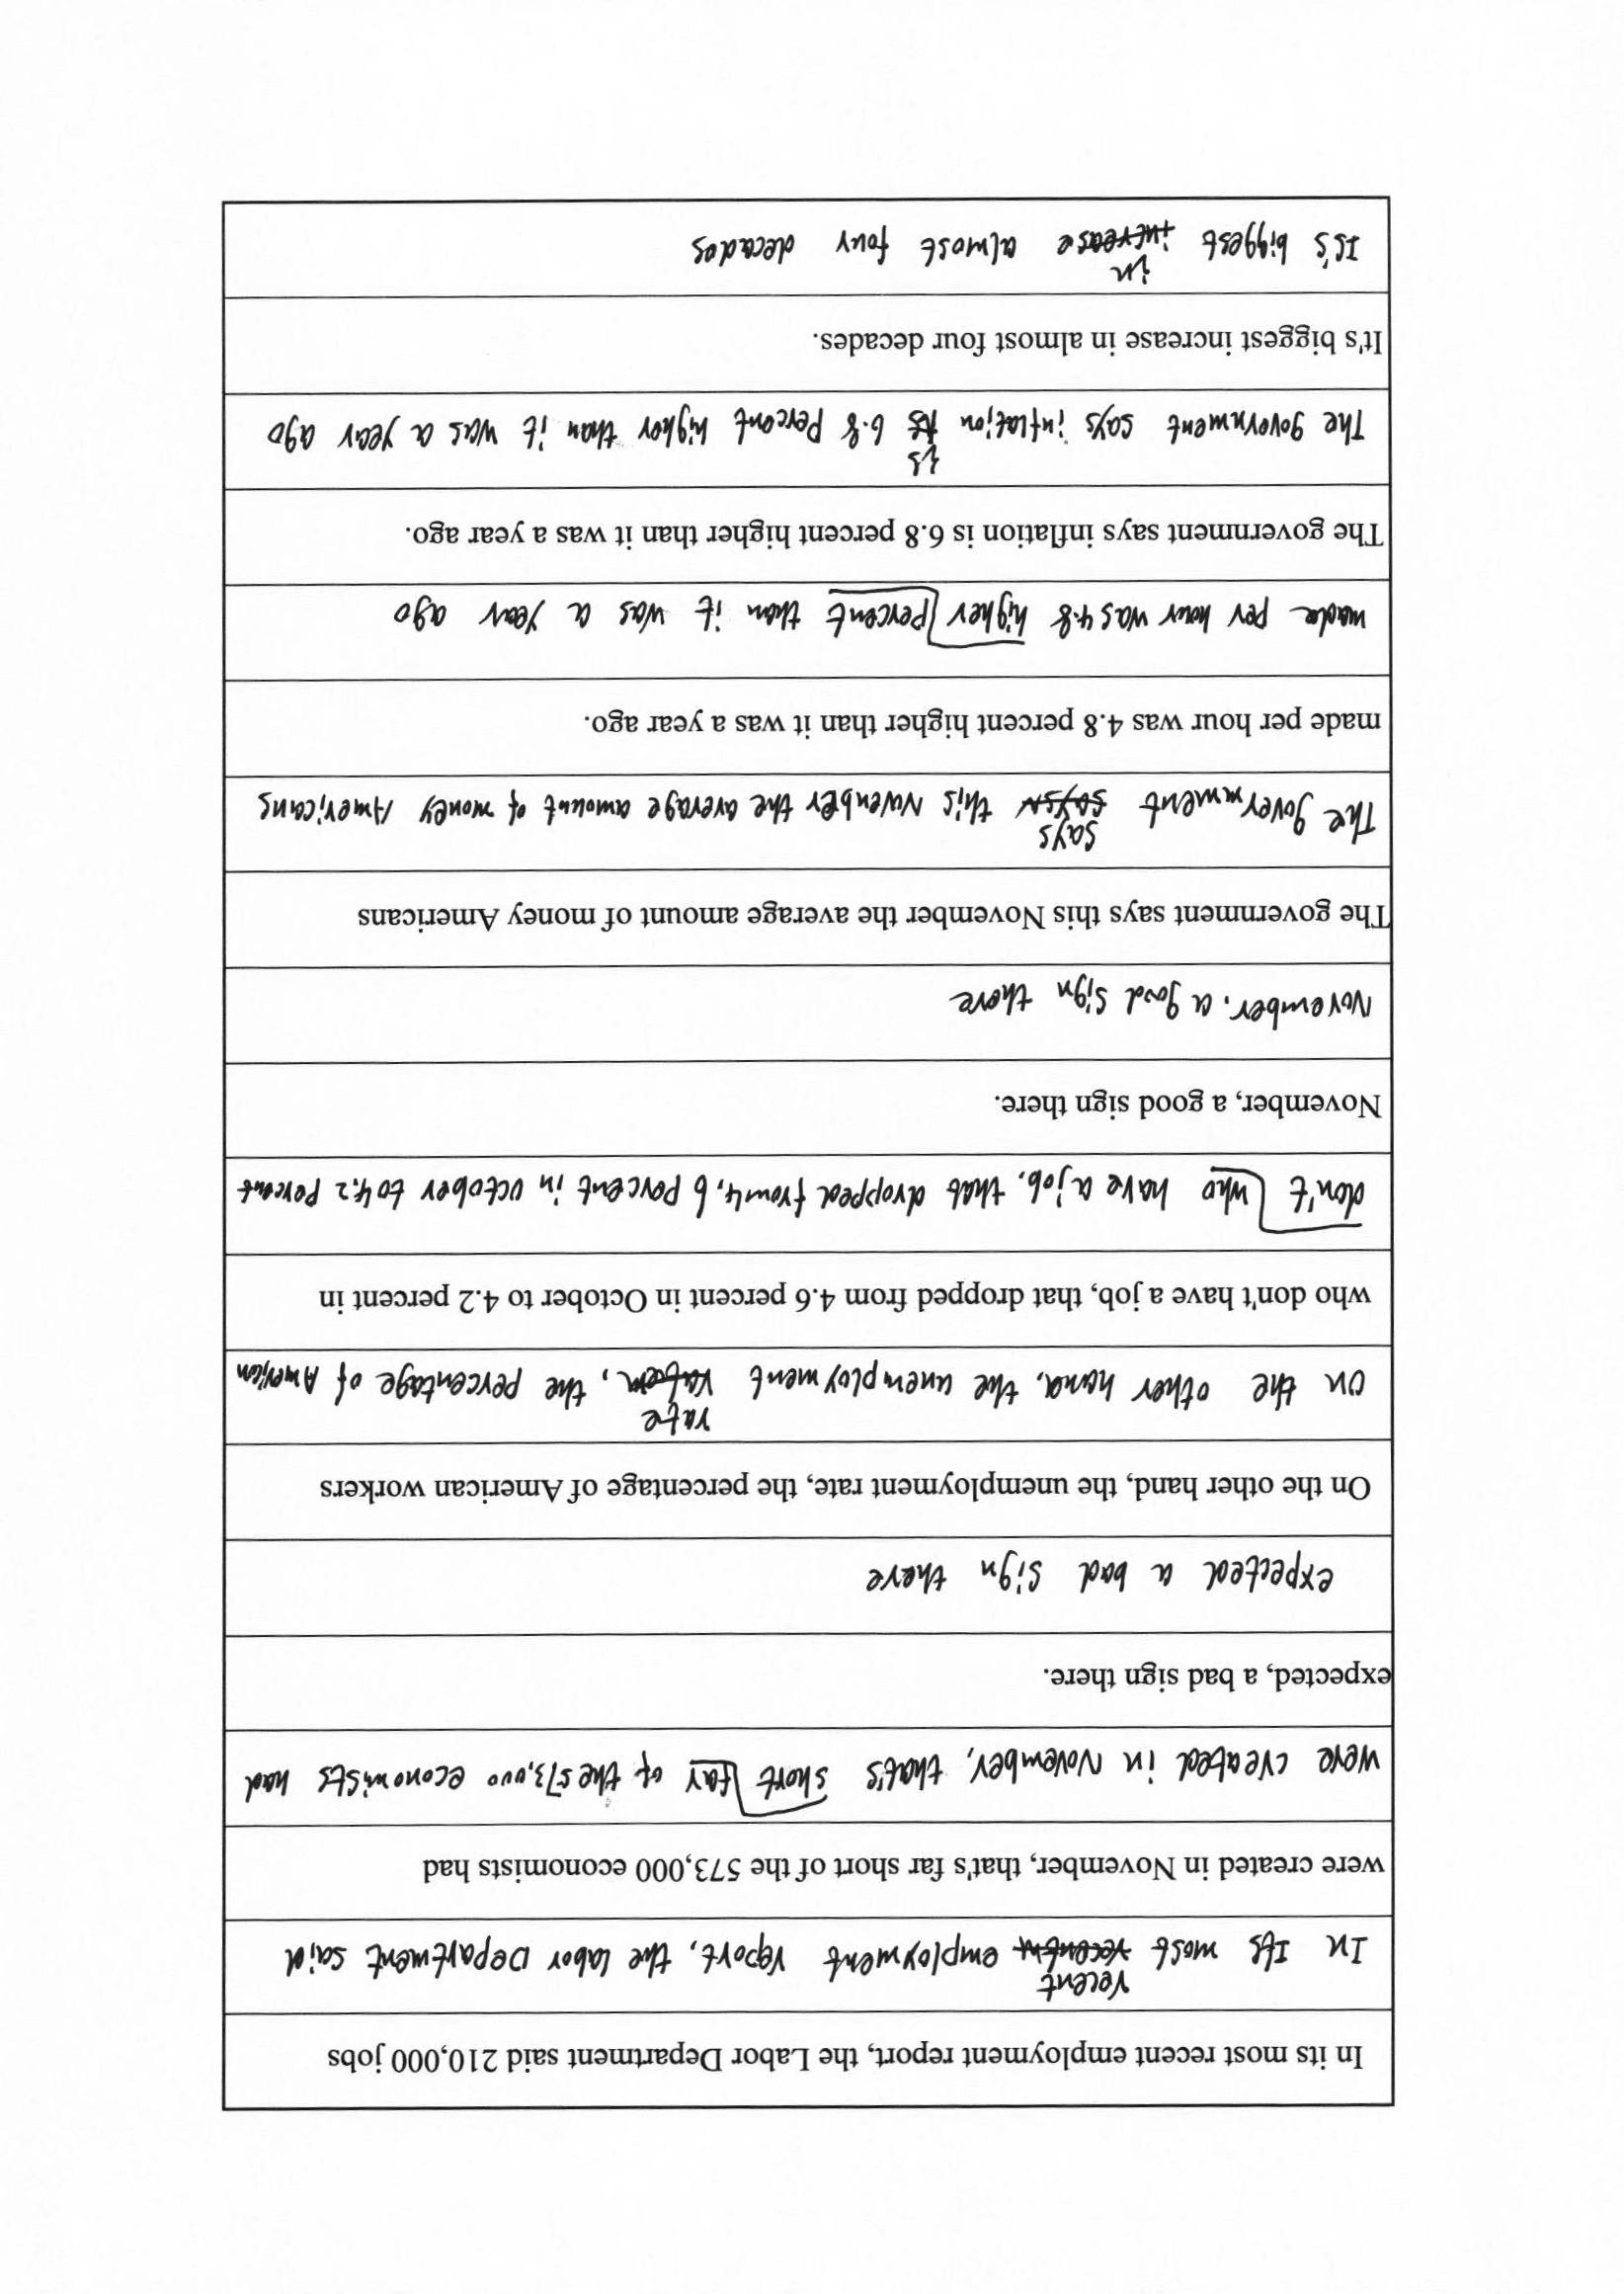 In its most recent employment report, the Labor Department said 210,000 jobs
recent
In Its most recentn employment report, the labor Department said
were created in November, that's far short of the 573,000 economists had
were created in November, that's short far of the 573,000 economists had
expected, a bad sign there.
expected a bad sign there
On the other hand, the unemployment rate, the percentage of American workers
rate
on the other hand, the unemployment , the percentage of American
who don't have a job, that dropped from 4.6 percent in October to 4.2 percent in
don't who have a job, that dropped from 4.6 percent in october to 4.2 percent
November, a good sign there.
November. a good sign there
The government says this November the average amount of money Americans
says
The government this November the average amount of money Americans
made per hour was 4.8 percent higher than it was a year ago.
made per hour was 4.8 higher percent than it was a year ago
The government says inflation is 6.8 percent higher than it was a year ago.
is
The government says inflation 6.8 percent higher than it was a year ago
It's biggest increase in almost four decades.
in
It's biggest increase almost four decades